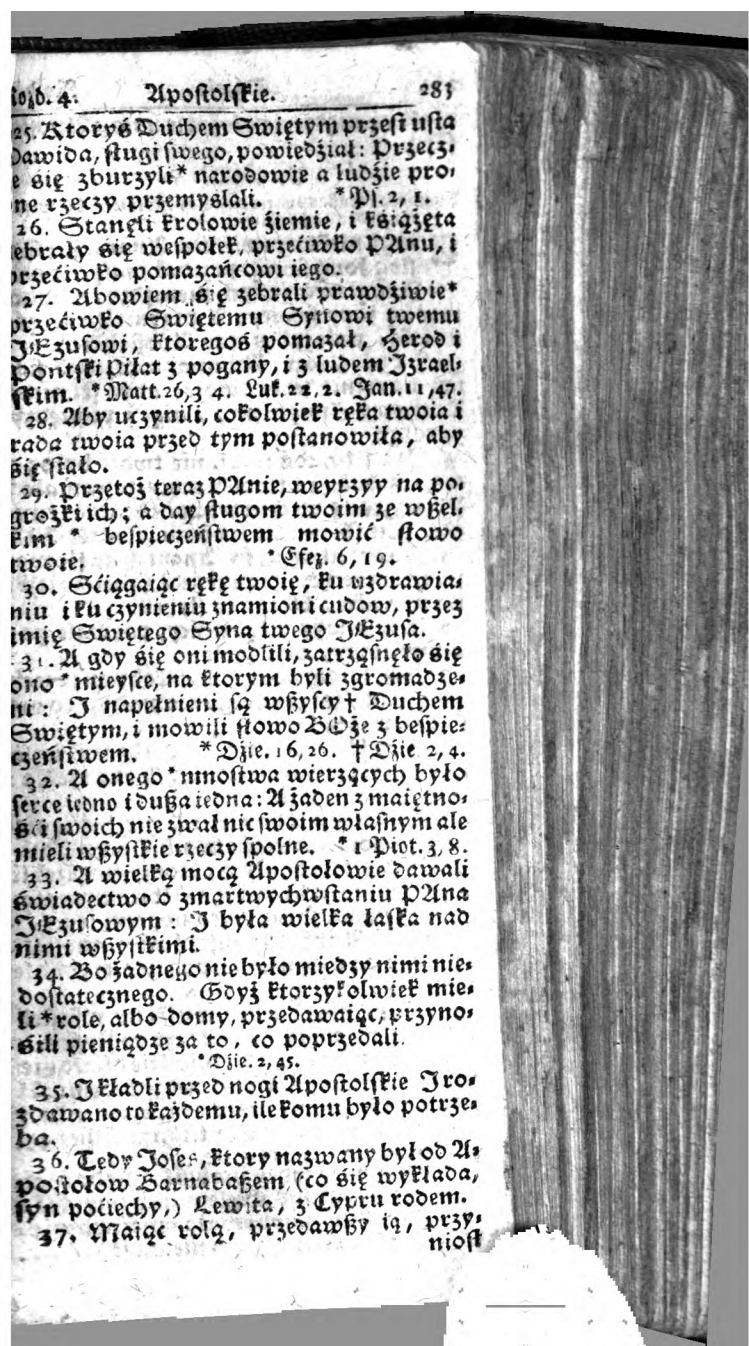 Rozd. 4. Apostolskie. 283
25. Ktoryś Duchem Swiętym przest usta
Dawida, sługi swego, powiedźiał: Przecz-
e się zburzyli * narodowie a ludźie pro-
ne rzeczy przemyslali. * Ps. 2, 1.
26. Stanęli krolowie źiemie, i książęta
ebrały się wespołek, przećiwko PAnu, i
przećiwko pomazańcowi iego.
27. Abowiem się zebrali prawdźiwie *
przećiwko Swiętemu Synowi twemu
JEzusowi, ktoregoś pomazał, Herod i
Pontski Piłat z pogany, i z ludem Izrael-
skim. * Matt. 26, 3 4. Luk. 22, 2. Jan. 11, 47.
28. Aby uczynili, cokolwiek ręka twoia i
rada twoia przed tym postanowiła, aby
się stało.
29. Przetoż teraz PAnie, weyrzyy na po-
grożki ich; a day sługom twoim ze wszel-
kim * bespieczeństwem mowić słowo
twoie. * Efez. 6, 19.
30. Sćiągaiąc rękę twoię, ku uzdrawia-
niu i ku czynieniu znamion i cudow, przez
imię Swiętego Syna twego JEzusa.
31. A gdy się oni modlili, zatrząsnęło się
ono * mieysce, na ktorym byli zgromadze-
ni: I napełnieni są wszyscy † Duchem
Swiętym, i mowili słowo BOże z bespie-
czeństwem. * Dźie. 16, 26. † Dźie 2, 4.
32. A onego * mnostwa wierzących było
serce iedno i dusza iedna: A żaden z maiętno-
śći swoich nie zwał nic swoim własnym ale
mieli wszystkie rzeczy spolne. * 1 Piot. 3, 8.
33. A wielką mocą Apostołowie dawali
świadectwo o zmartwychwstaniu PAna
JEzusowym: I była wielka łaska nad
nimi wszystkimi.
34. Bo żadnego nie było miedzy nimi nie-
dostatecznego. Gdyż ktorzykolwiek mie-
li * role, albo domy, przedawaiąc, przyno-
śili pieniądze za to, co poprzedali.
* Dźie. 2, 45.
35. I kładli przed nogi Apostolskie I ro-
zdawano to każdemu, ile komu było potrze-
ba.
36. Tedy Joses, ktory nazwany był od A-
postołow Barnabaszem, (co się wykłada,
syn poćiechy,) Lewita, z Cypru rodem.
37. Maiąc rolą, przedawszy ią, przy-
niosł